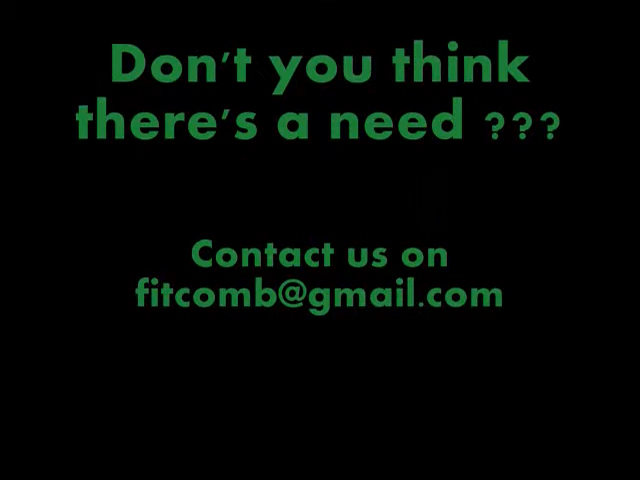 Don't you think
there's a need ???
Contact us on
fitcomb@gmail.com